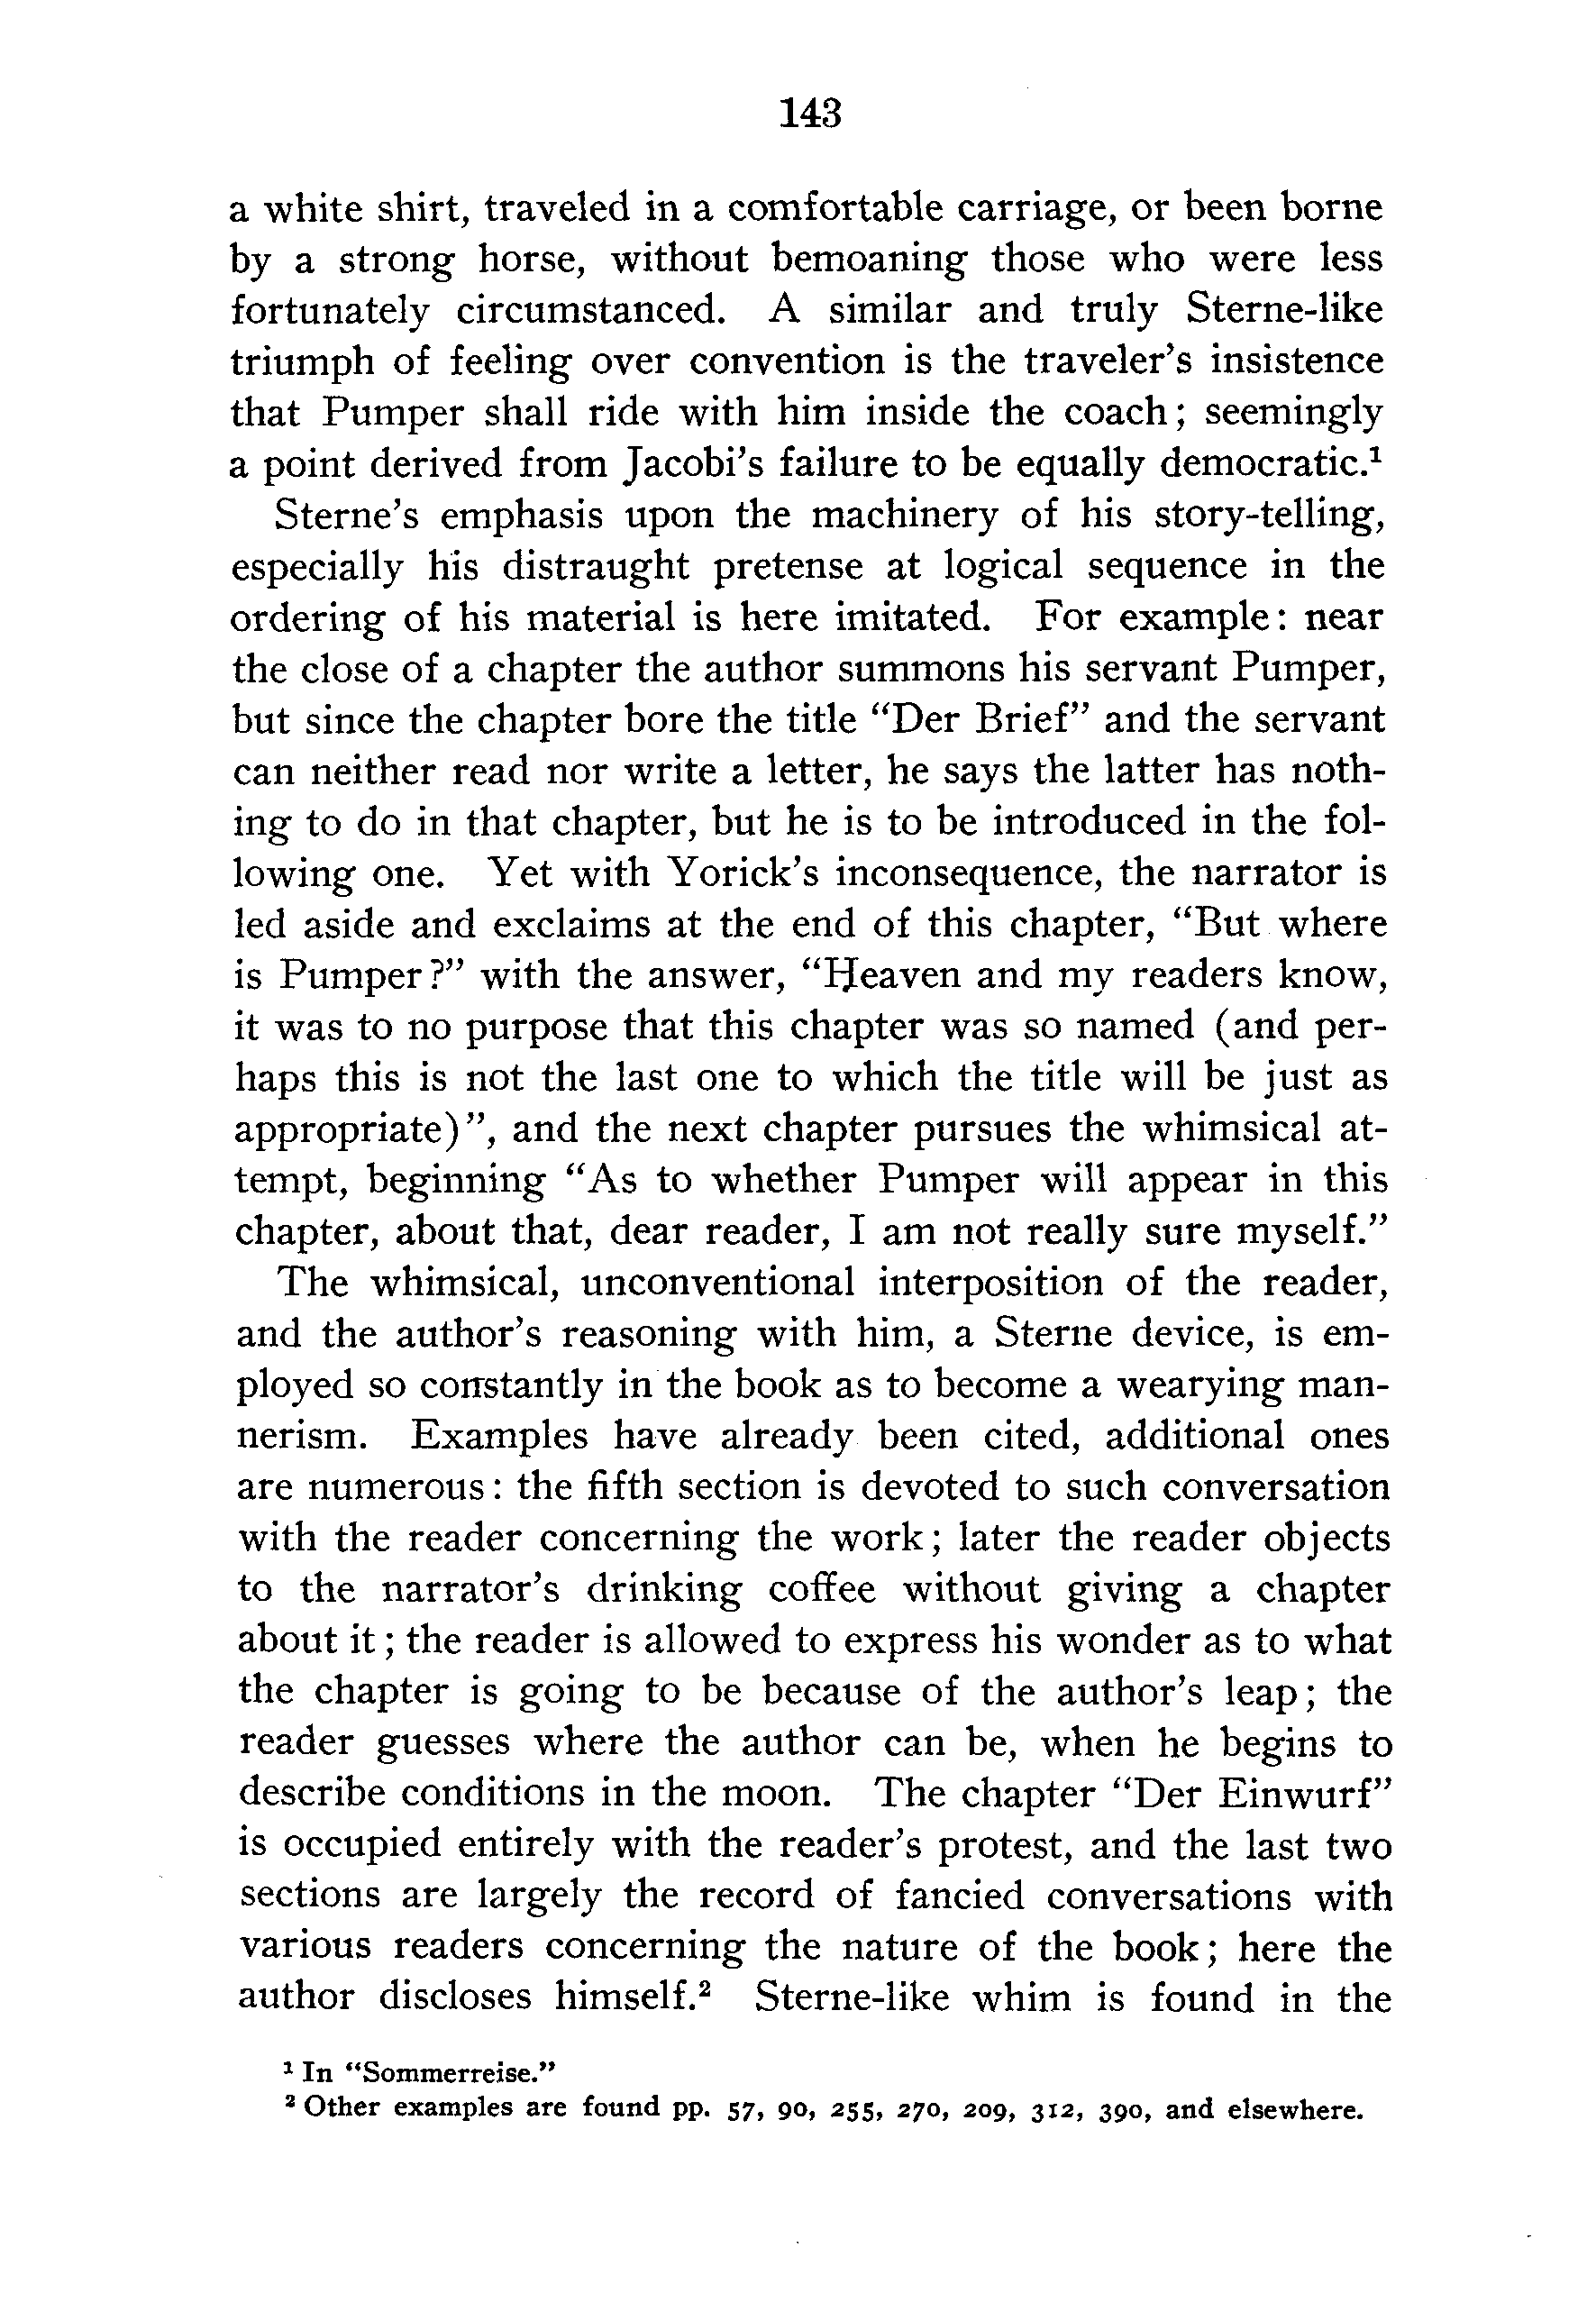 143
a white shirt, traveled in a comfortable carriage, or been borne
by a strong horse, without bemoaning those who were less
fortunately circumstanced. A similar and truly Sterne-like
triumph of feeling over convention is the traveler's insistence
that Pumper shall ride with him inside the coach; seemingly
a point derived from Jacobi's failure to be equally democratic.¹
Sterne's emphasis upon the machinery of his story-telling,
especially his distraught pretense at logical sequence in the
ordering of his material is here imitated. For example: near
the close of a chapter the author summons his servant Pumper,
but since the chapter bore the title “Der Brief” and the servant
can neither read nor write a letter, he says the latter has noth-
ing to do in that chapter, but he is to be introduced in the fol-
lowing one. Yet with Yorick's inconsequence, the narrator is
led aside and exclaims at the end of this chapter, “But where
is Pumper?” with the answer, “Heaven and my readers know,
it was to no purpose that this chapter was so named (and per-
haps this is not the last one to which the title will be just as
appropriate)”, and the next chapter pursues the whimsical at-
tempt, beginning “As to whether Pumper will appear in this
chapter, about that, dear reader, I am not really sure myself.”
The whimsical, unconventional interposition of the reader,
and the author's reasoning with him, a Sterne device, is em-
ployed so constantly in the book as to become a wearying man-
nerism. Examples have already been cited, additional ones
are numerous: the fifth section is devoted to such conversation
with the reader concerning the work; later the reader objects
to the narrator's drinking coffee without giving a chapter
about it; the reader is allowed to express his wonder as to what
the chapter is going to be because of the author's leap; the
reader guesses where the author can be, when he begins to
describe conditions in the moon. The chapter “Der Einwurf”
is occupied entirely with the reader's protest, and the last two
sections are largely the record of fancied conversations with
various readers concerning the nature of the book; here the
author discloses himself.² Sterne-like whim is found in the
¹ In “Sommerreise.”
² Other examples are found pp. 57, 90, 255, 270, 209, 312, 390, and elsewhere.